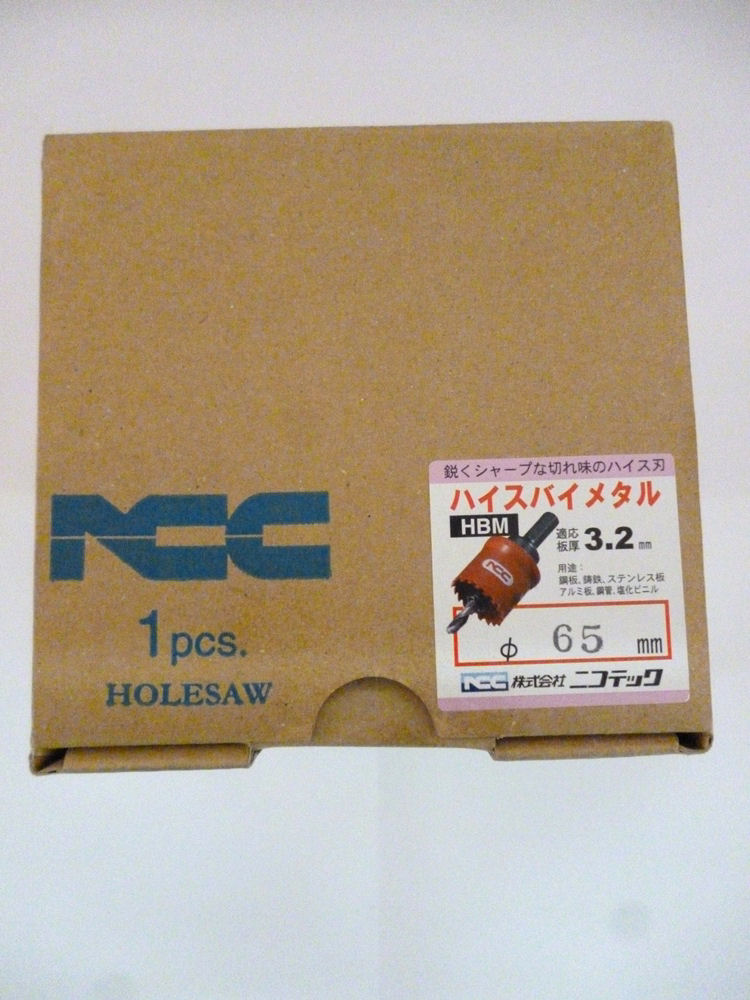 NCC
1pcs.
HOLESAW
鋭くシャープな切れ味のハイス刃
ハイスバイメタル
HBM
適応
板厚 3.2 mm
用途：
鋼板、鋳鉄、ステンレス板
アルミ板、鋼管、塩化ビニル
NCC
φ 65 mm
NCC 株式会社 ニコテック